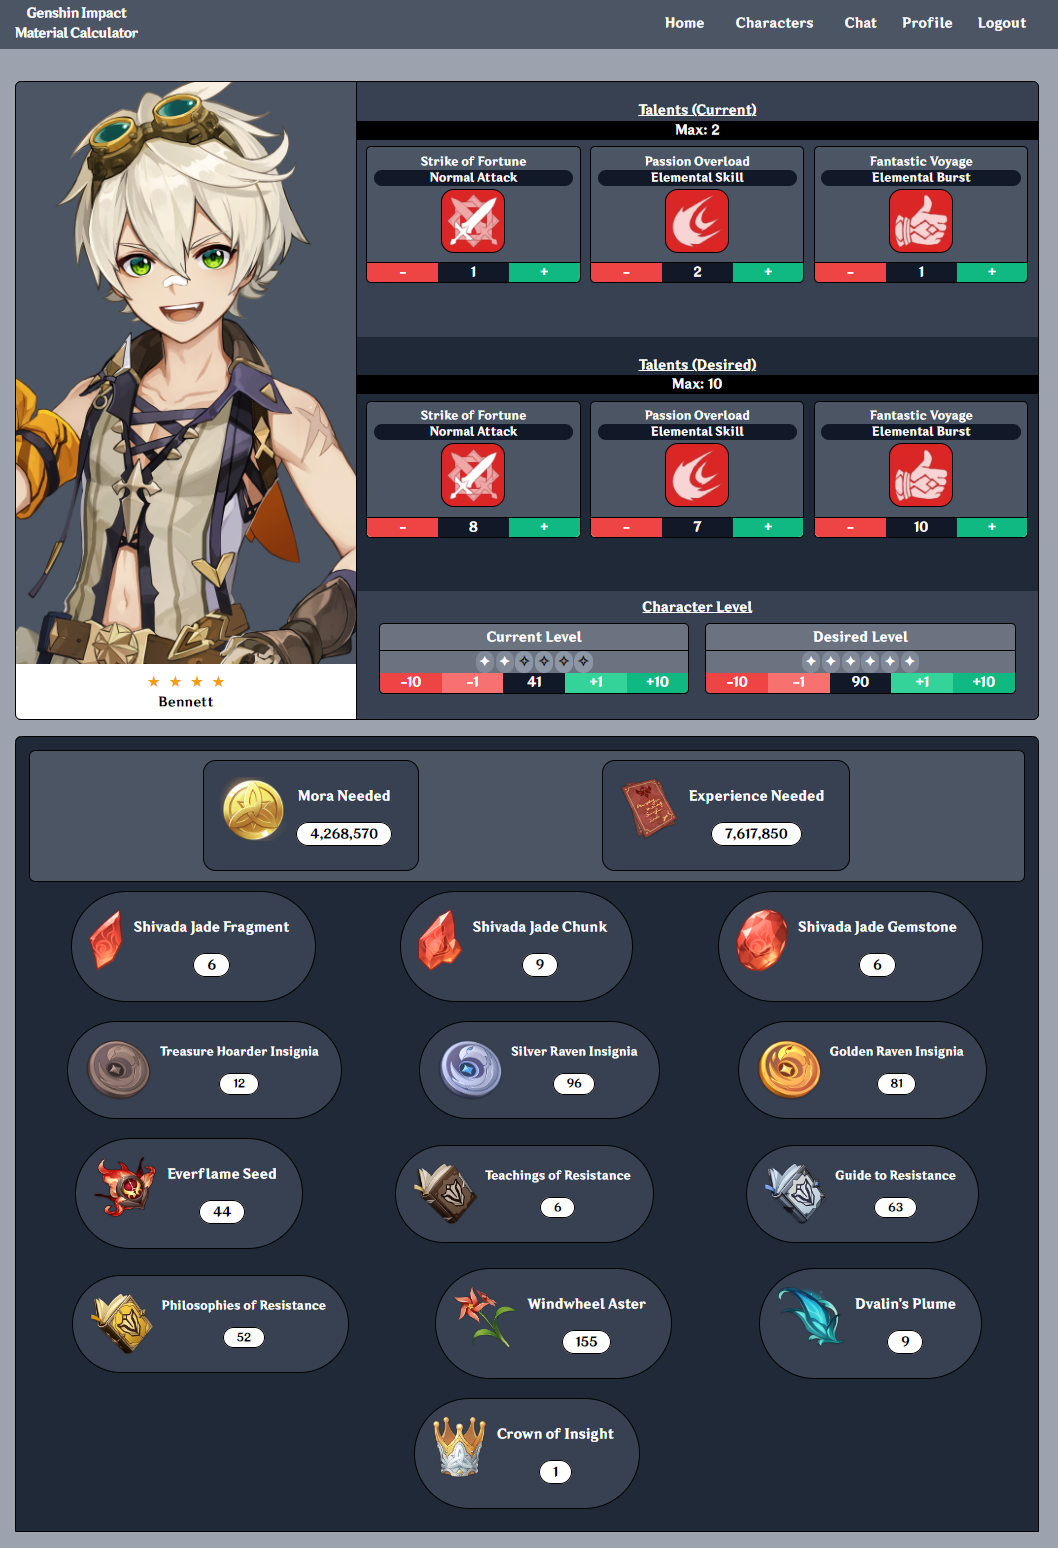 Genshin Impact
Material Calculator
Home Characters Chat Profile Logout
Talents (Current)
Max: 2
Strike of Fortune
Normal Attack
- 1 +
Passion Overload
Elemental Skill
- 2 +
Fantastic Voyage
Elemental Burst
- 1 +
Talents (Desired)
Max: 10
Strike of Fortune
Normal Attack
- 8 +
Passion Overload
Elemental Skill
- 7 +
Fantastic Voyage
Elemental Burst
- 10 +
Character Level
Current Level
-10 -1 41 +1 +10
Desired Level
-10 -1 90 +1 +10
Bennett
Mora Needed
4,268,570
Experience Needed
7,617,850
Shivada Jade Fragment
6
Shivada Jade Chunk
9
Shivada Jade Gemstone
6
Treasure Hoarder Insignia
12
Silver Raven Insignia
96
Golden Raven Insignia
81
Everflame Seed
44
Teachings of Resistance
6
Guide to Resistance
63
Philosophies of Resistance
52
Windwheel Aster
155
Dvalin's Plume
9
Crown of Insight
1